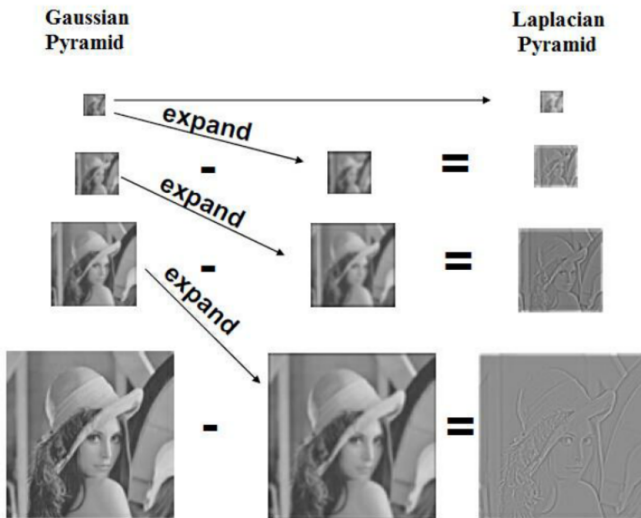 Gaussian
Pyramid
Laplacian
Pyramid
expand
- =
expand
- =
expand
- =